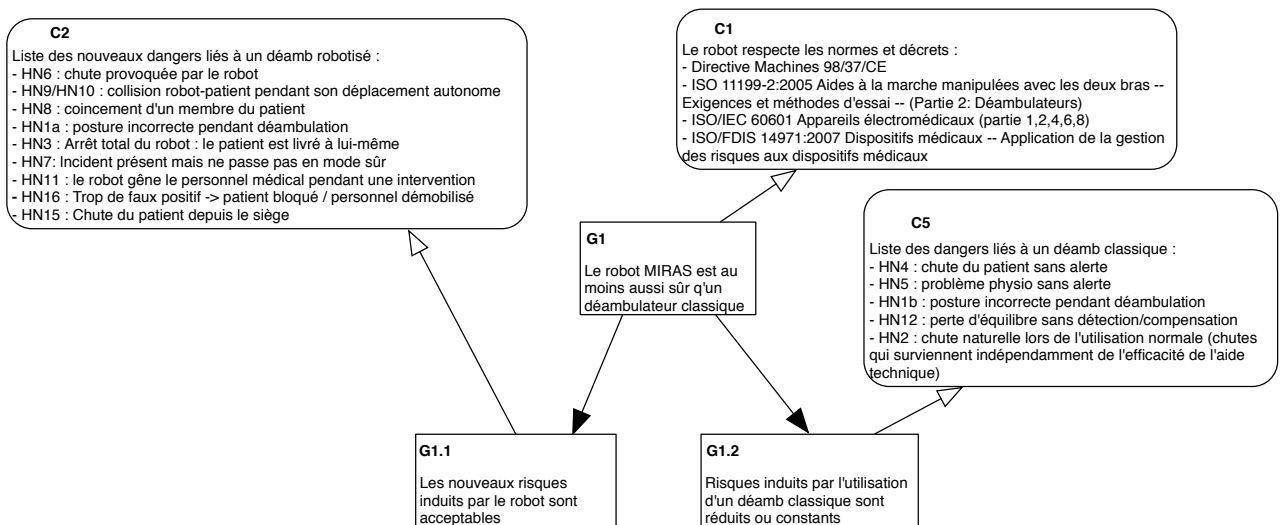 C2
Liste des nouveaux dangers liés à un déamb robotisé :
- HN6 : chute provoquée par le robot
- HN9/HN10 : collision robot-patient pendant son déplacement autonome
- HN8 : coincement d'un membre du patient
- HN1a : posture incorrecte pendant déambulation
- HN3 : Arrêt total du robot : le patient est livré à lui-même
- HN7: Incident présent mais ne passe pas en mode sûr
- HN11 : le robot gêne le personnel médical pendant une intervention
- HN16 : Trop de faux positif -> patient bloqué / personnel démobilisé
- HN15 : Chute du patient depuis le siège
C1
Le robot respecte les normes et décrets :
- Directive Machines 98/37/CE
- ISO 11199-2:2005 Aides à la marche manipulées avec les deux bras --
Exigences et méthodes d'essai -- (Partie 2: Déambulateurs)
- ISO/IEC 60601 Appareils électromédicaux (partie 1,2,4,6,8)
- ISO/FDIS 14971:2007 Dispositifs médicaux -- Application de la gestion
des risques aux dispositifs médicaux
G1
Le robot MIRAS est au
moins aussi sûr q'un
déambulateur classique
C5
Liste des dangers liés à un déamb classique :
- HN4 : chute du patient sans alerte
- HN5 : problème physio sans alerte
- HN1b : posture incorrecte pendant déambulation
- HN12 : perte d'équilibre sans détection/compensation
- HN2 : chute naturelle lors de l'utilisation normale (chutes
qui surviennent indépendamment de l'efficacité de l'aide
technique)
G1.1
Les nouveaux risques
induits par le robot sont
acceptables
G1.2
Risques induits par l'utilisation
d'un déamb classique sont
réduits ou constants